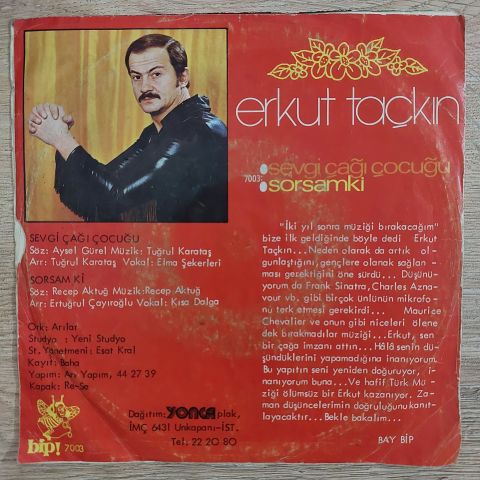 erkut taçkın
sevgi çağı çocuğu
7003:
sorsamki
SEVGİ ÇAĞI ÇOCUĞU
Söz: Aysel Gürel Müzik: Tuğrul Karataş
Arr: Tuğrul Karataş Vokal: Elma Şekerleri
SORSAM Kİ
Söz: Recep Aktuğ Müzik:Recep Aktuğ
Arr: Ertuğrul Çayıroğlu Vokal: Kısa Dalga
Ork: Arılar
Studyo : Yeni Studyo
St. Yönetmeni: Esat Kral
Kayıt: Baha
Yapım: Arı Yapım, 44 27 39
Kapak: Re-Se
bip! 7003
Dağıtım: YONCA plak,
İMÇ 6431 Unkapanı-İST.
Tel. 22 20 80
"İki yıl sonra müziği bırakacağım"
bize ilk geldiğinde böyle dedi Erkut
Taçkın... Neden olarak da artık ol-
gunlaştığını, gençlere olanak sağlan-
ması gerektiğini öne sürdü... Düşünü-
yorum da Frank Sinatra, Charles Azna-
vour vb. gibi birçok ünlünün mikrofo-
nu terk etmesi gerekirdi... Maurice
Chevalier ve onun gibi niceleri ölene
dek bırakmadılar müziği...Erkut, sen
bir çağa imzanı attın... Hâlâ senin dü-
şündüklerini yapamadığına inanıyorum.
Bu yapıtın seni yeniden doğuruyor, i-
nanıyorum buna...Ve hafif Türk Mü-
ziği ölümsüz bir Erkut kazanıyor. Za-
man düşüncelerimin doğruluğunu kanıt-
layacaktır...Bekle bakalım...
BAY BİP